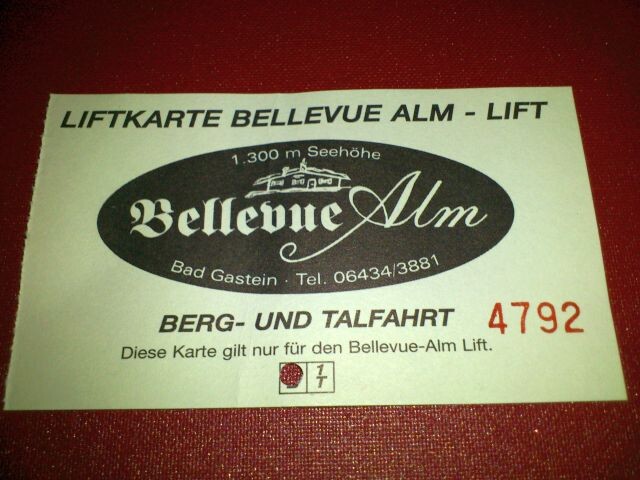 LIFTKARTE BELLEVUE ALM - LIFT
1.300 m Seehöhe
Bellevue Alm
Bad Gastein · Tel. 06434/3881
BERG- UND TALFAHRT 4792
Diese Karte gilt nur für den Bellevue-Alm Lift.
1
T